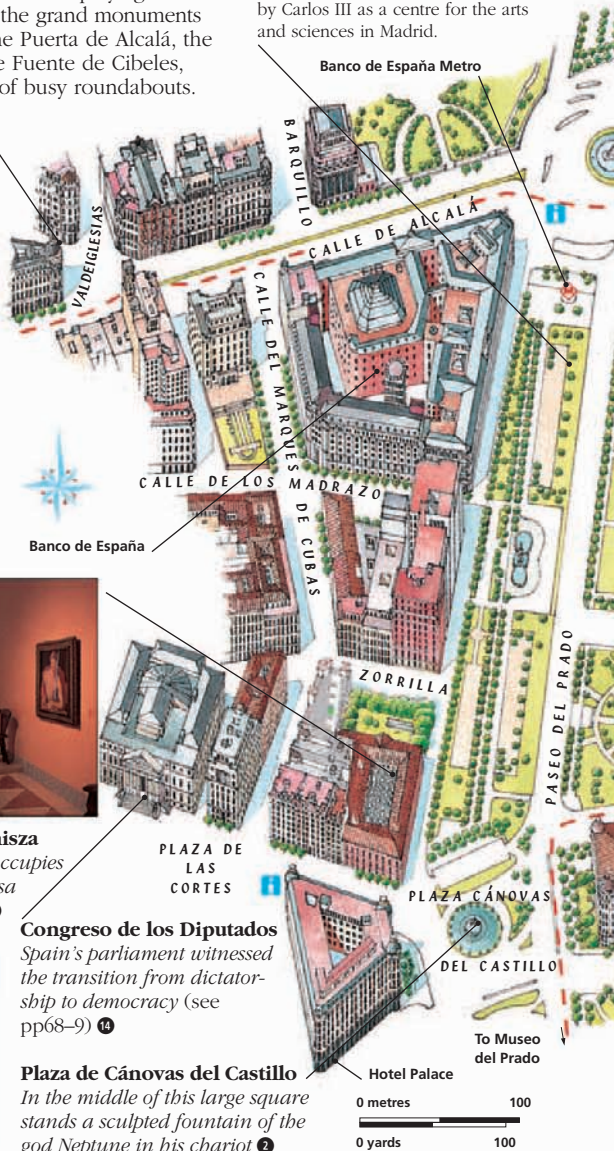 the grand monuments
Puerta de Alcalá, the
Fuente de Cibeles,
of busy roundabouts.
by Carlos III as a centre for the arts
and sciences in Madrid.
Banco de España Metro
BARQUILLO
VALDEIGLESIAS
CALLE DE ALCALÁ
CALLE DEL MARQUES
DE CUBAS
CALLE DE LOS MADRAZO
Banco de España
ZORRILLA
PASEO DEL PRADO
PLAZA DE
LAS
CORTES
PLAZA CÁNOVAS
DEL CASTILLO
Congreso de los Diputados
Spain's parliament witnessed
the transition from dictator-
ship to democracy (see
pp68–9) 14
To Museo
del Prado
Plaza de Cánovas del Castillo
In the middle of this large square
stands a sculpted fountain of the
god Neptune in his chariot 2
Hotel Palace
0 metres 100
0 yards 100